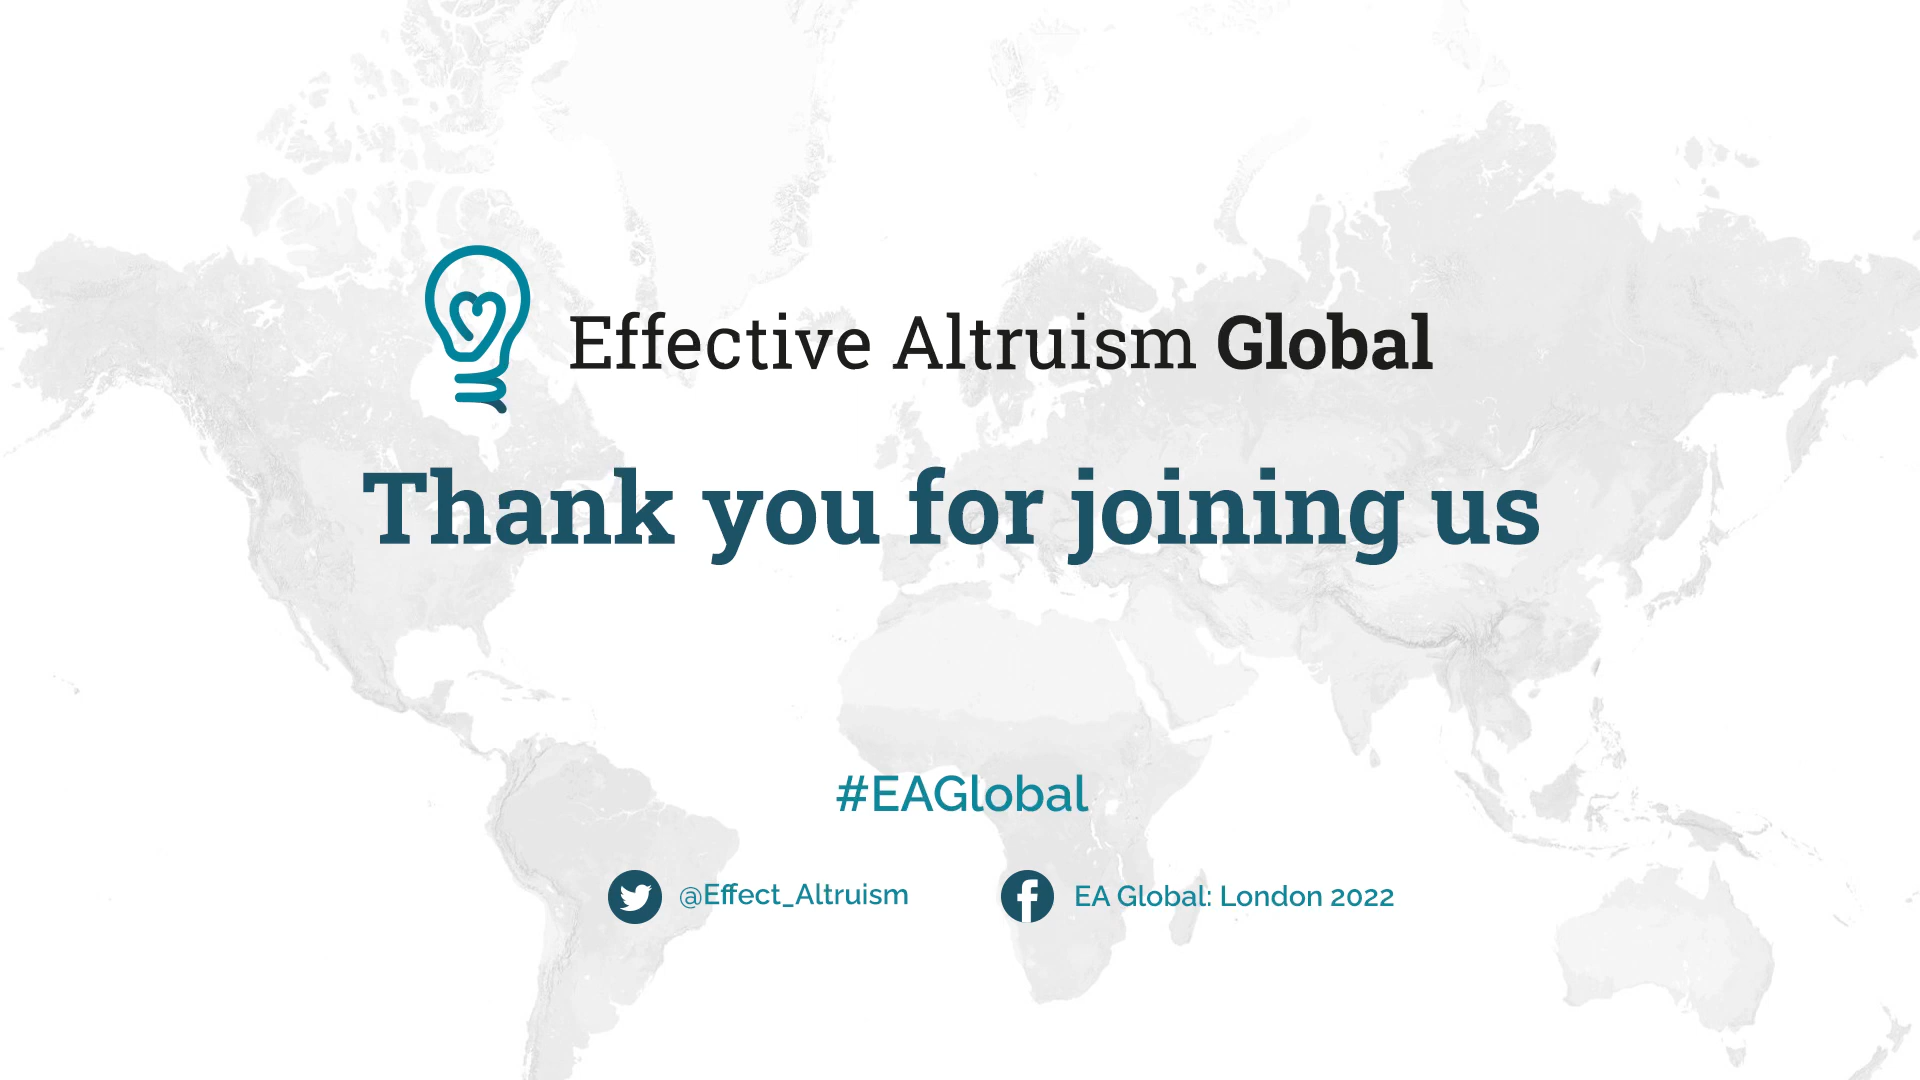 Effective Altruism Global
Thank you for joining us
#EAGlobal
@Effect_Altruism
EA Global: London 2022